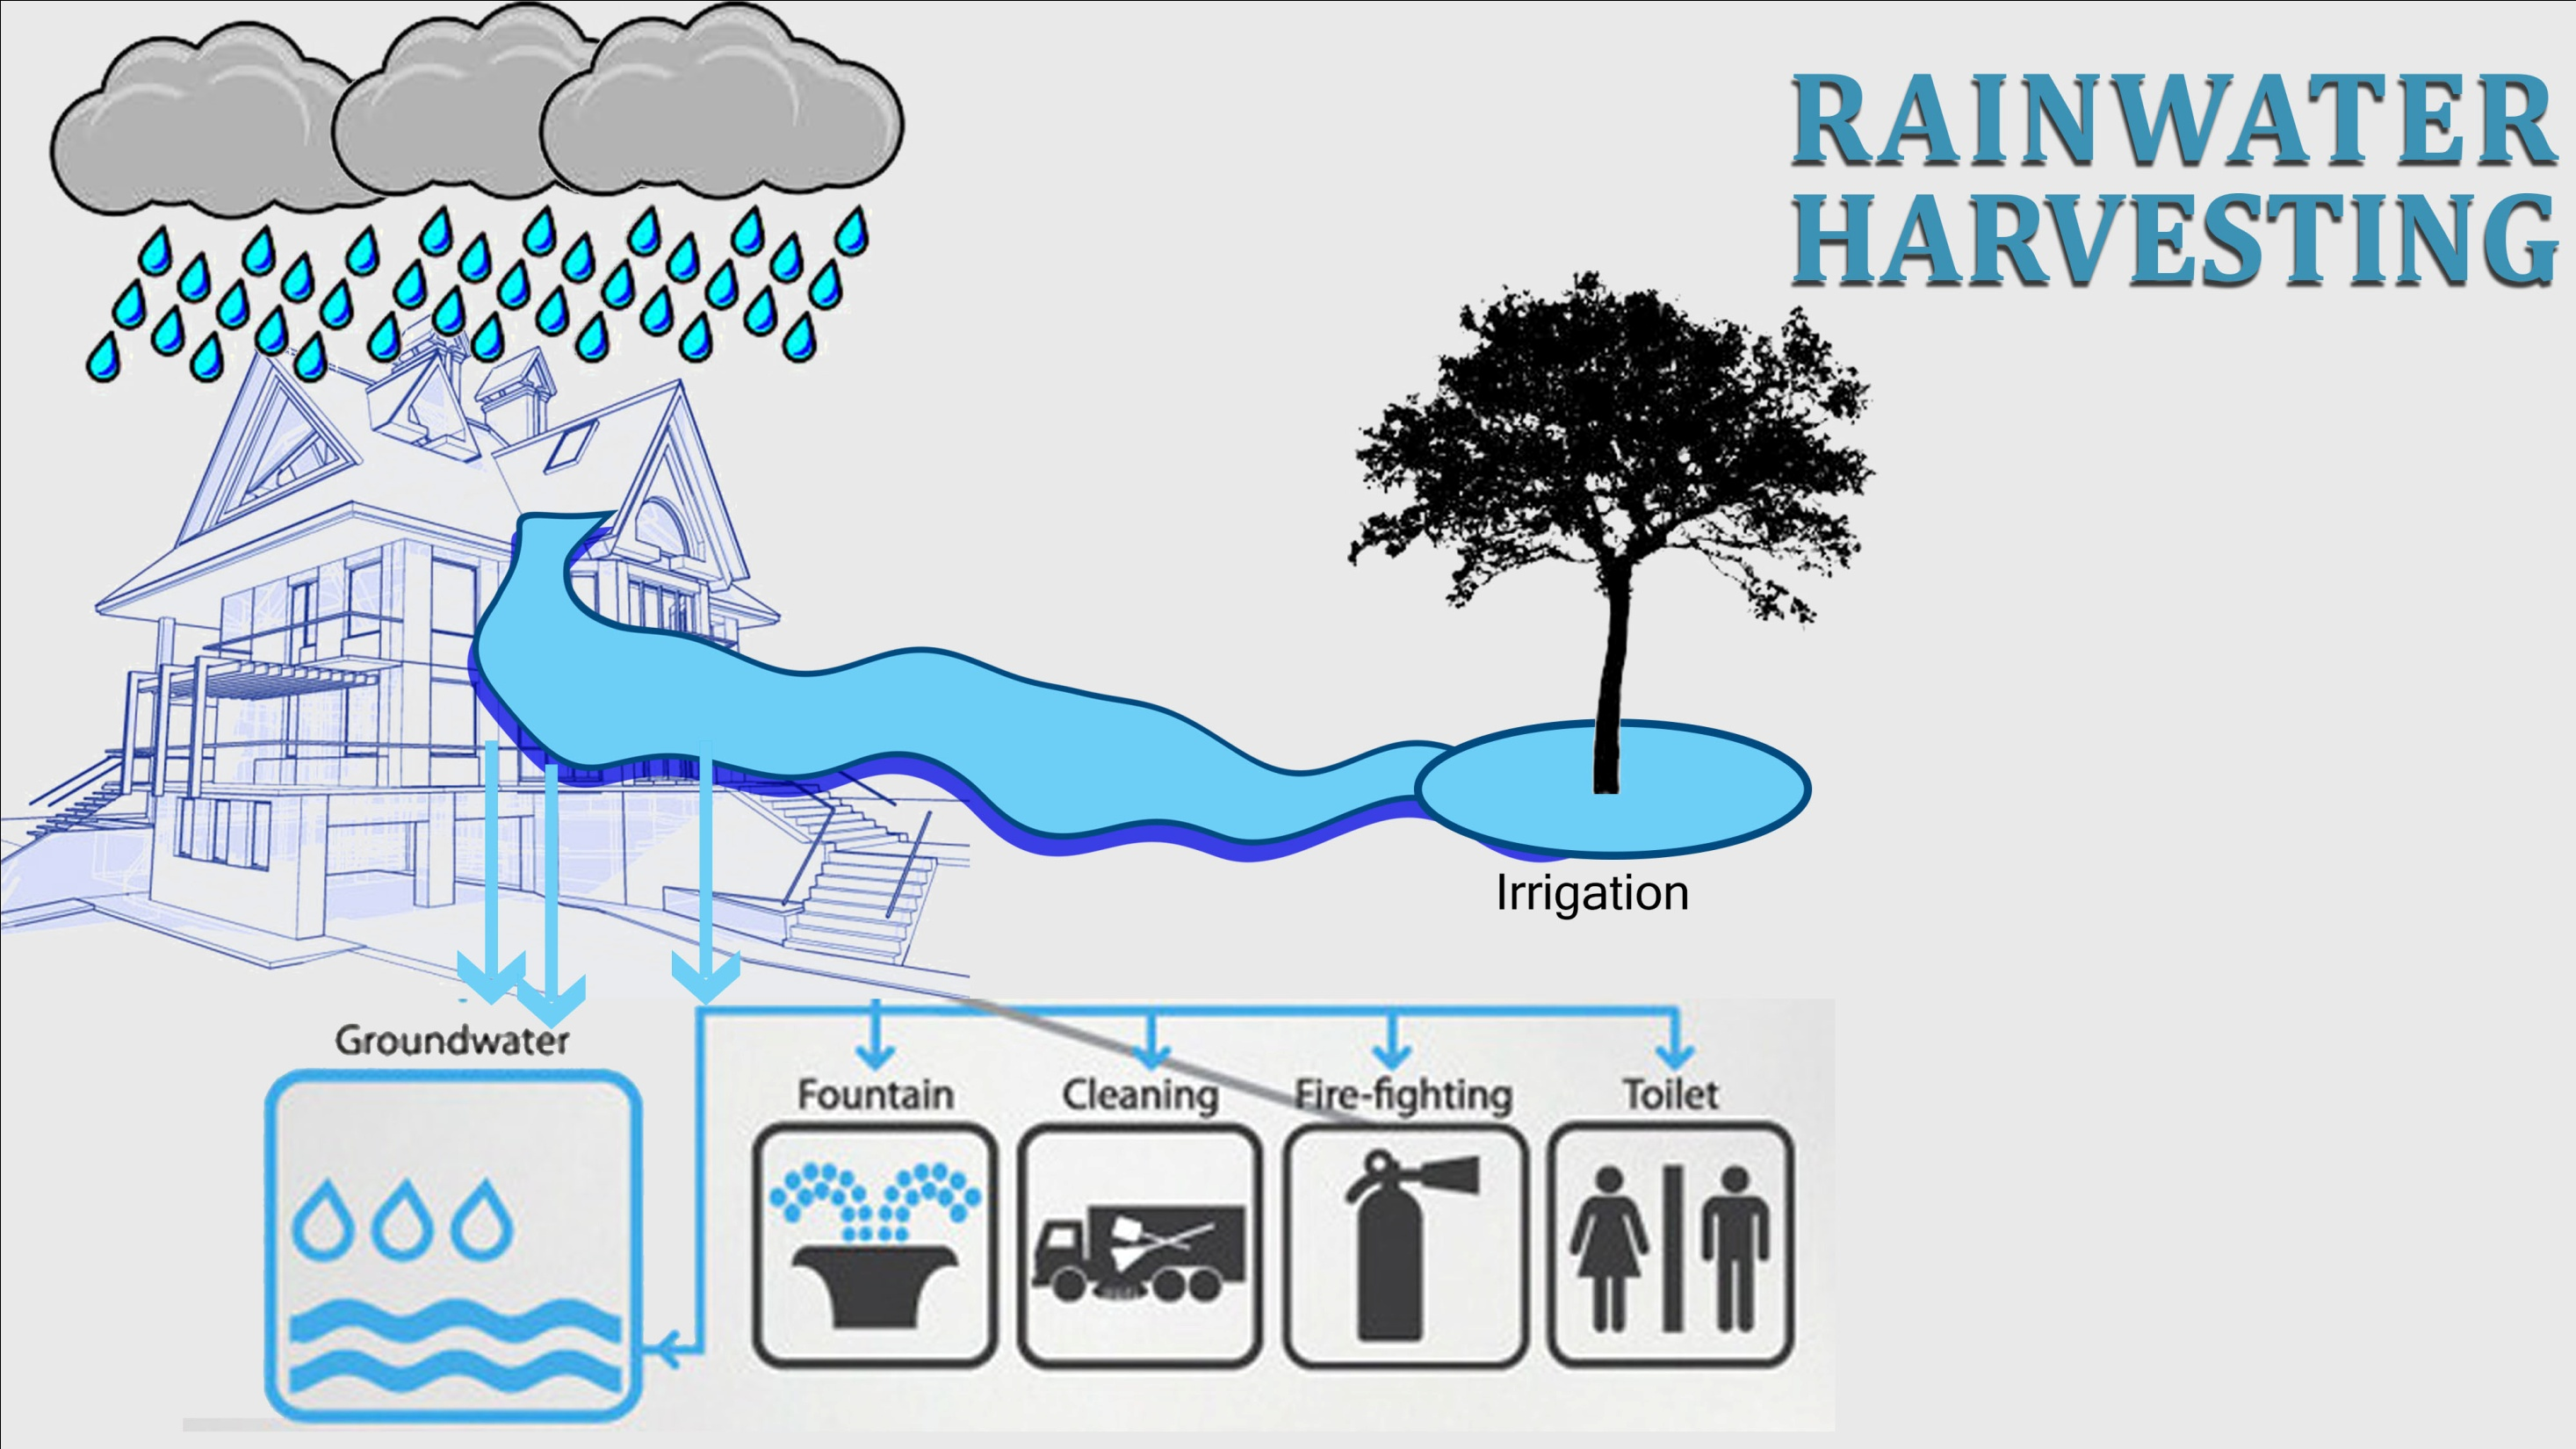 RAINWATER
HARVESTING
Irrigation
Groundwater
Fountain
Cleaning
Fire-fighting
Toilet